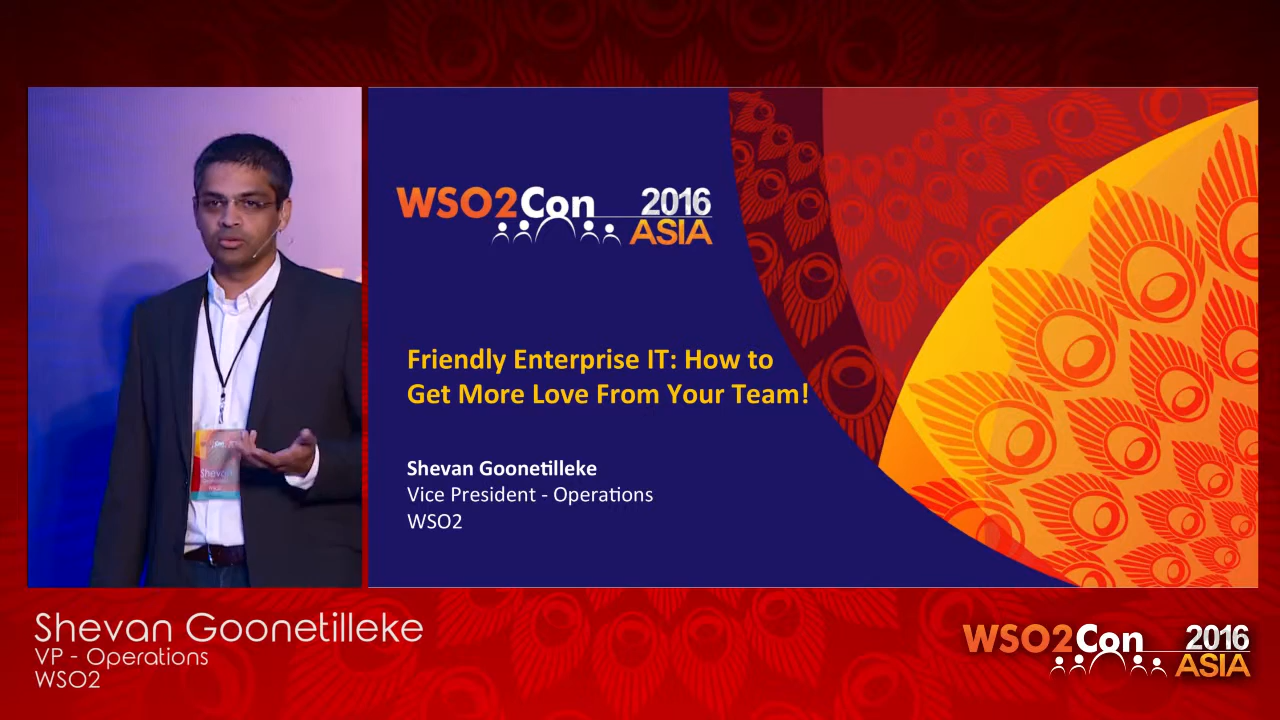 WSO2Con 2016
ASIA
Friendly Enterprise IT: How to
Get More Love From Your Team!
Shevan Goonetilleke
Vice President - Operations
WSO2
Shevan
Shevan Goonetilleke
VP - Operations
WSO2
WSO2Con 2016
ASIA